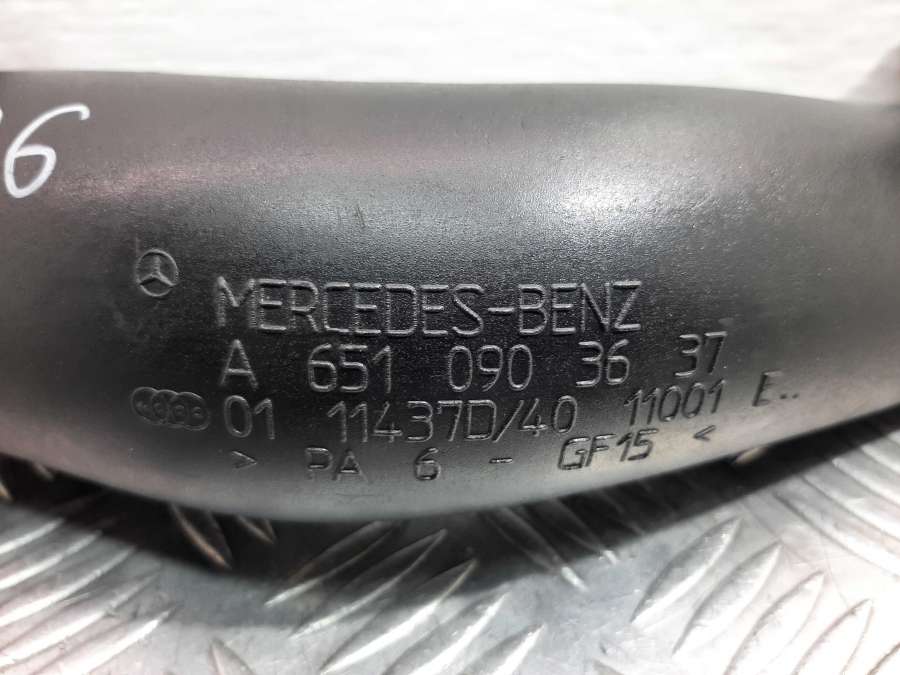 6
MERCEDES-BENZ
A 651 090 36 37
01 11437D/40 11001 E..
> PA 6 - GF15 <